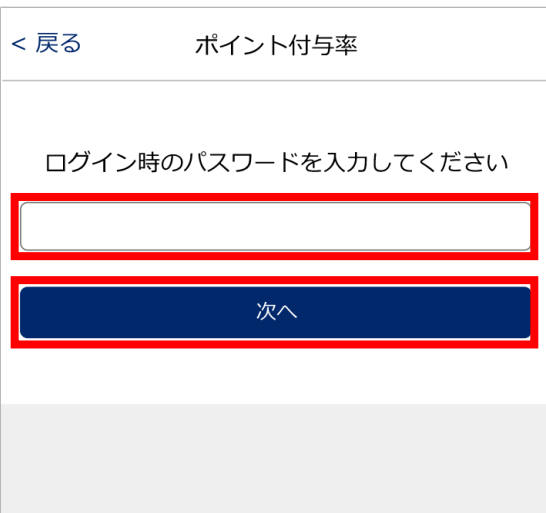 < 戻る
ポイント付与率
ログイン時のパスワードを入力してください
次へ